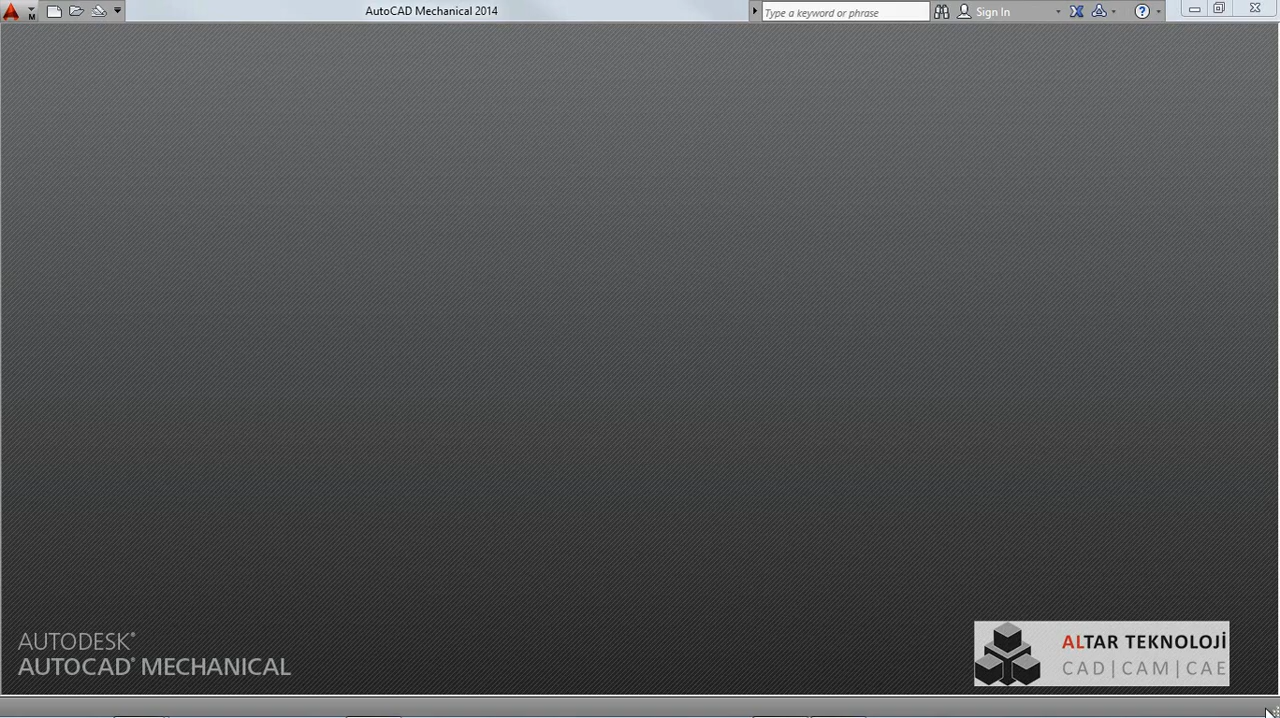 M
AutoCAD Mechanical 2014
Type a keyword or phrase
Sign In
AUTODESK®
AUTOCAD® MECHANICAL
ALTAR TEKNOLOJİ
CAD|CAM|CAE